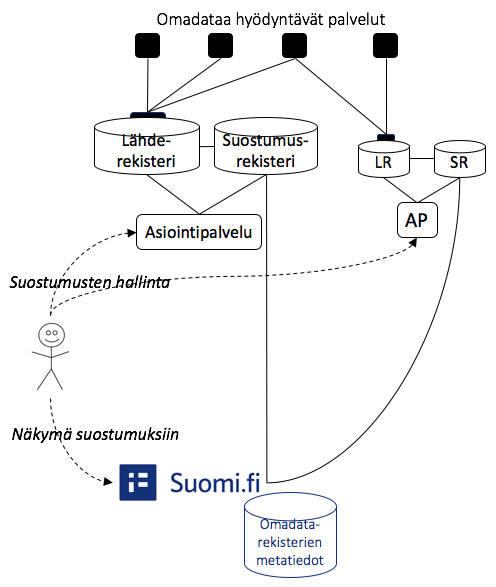 Omadataa hyödyntävät palvelut
Lähde-
rekisteri
Suostumus-
rekisteri
LR
SR
Asiointipalvelu
AP
Suostumusten hallinta
Näkymä suostumuksiin
Suomi.fi
Omadata-
rekisterien
metatiedot